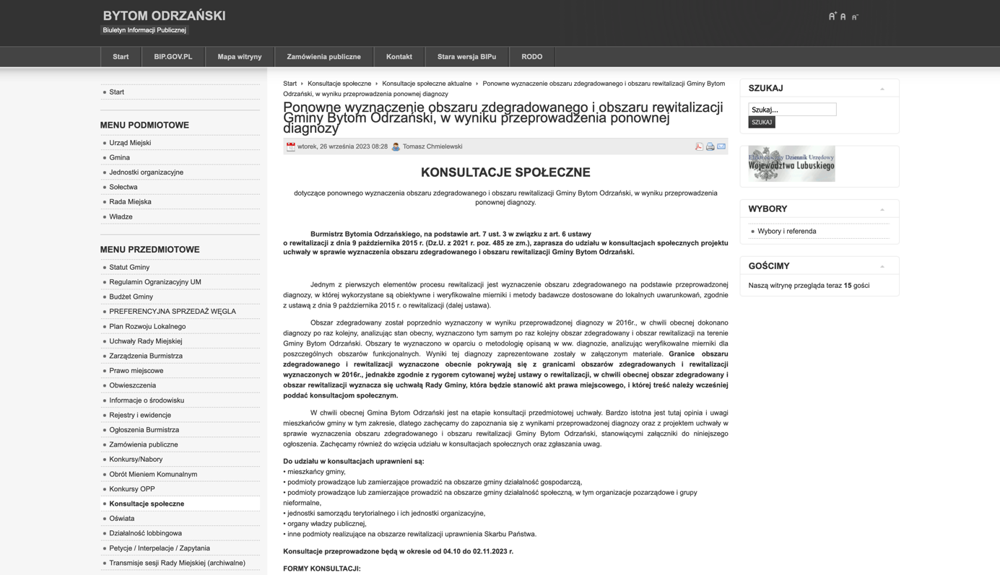 BYTOM ODRZAŃSKI
Biuletyn Informacji Publicznej
A+ A A-
Start
BIP.GOV.PL
Mapa witryny
Zamówienia publiczne
Kontakt
Stara wersja BIPu
RODO
Start
MENU PODMIOTOWE
Urząd Miejski
Gmina
Jednostki organizacyjne
Sołectwa
Rada Miejska
Władze
MENU PRZEDMIOTOWE
Statut Gminy
Regulamin Ogranizacyjny UM
Budżet Gminy
PREFERENCYJNA SPRZEDAŻ WĘGLA
Plan Rozwoju Lokalnego
Uchwały Rady Miejskiej
Zarządzenia Burmistrza
Prawo miejscowe
Obwieszczenia
Informacje o środowisku
Rejestry i ewidencje
Ogłoszenia Burmistrza
Zamówienia publiczne
Konkursy/Nabory
Obrót Mieniem Komunalnym
Konkursy OPP
Konsultacje społeczne
Oświata
Działalność lobbingowa
Petycje / Interpelacje / Zapytania
Transmisje sesji Rady Miejskiej (archiwalne)
Start Konsultacje społeczne Konsultacje społeczne aktualne Ponowne wyznaczenie obszaru zdegradowanego i obszaru rewitalizacji Gminy Bytom
Odrzański, w wyniku przeprowadzenia ponownej diagnozy
Ponowne wyznaczenie obszaru zdegradowanego i obszaru rewitalizacji
Gminy Bytom Odrzański, w wyniku przeprowadzenia ponownej
diagnozy
wtorek, 26 września 2023 08:28 Tomasz Chmielewski
KONSULTACJE SPOŁECZNE
dotyczące ponownego wyznaczenia obszaru zdegradowanego i obszaru rewitalizacji Gminy Bytom Odrzański, w wyniku przeprowadzenia
ponownej diagnozy.
Burmistrz Bytomia Odrzańskiego, na podstawie art. 7 ust. 3 w związku z art. 6 ustawy
o rewitalizacji z dnia 9 października 2015 r. (Dz.U. z 2021 r. poz. 485 ze zm.), zaprasza do udziału w konsultacjach społecznych projektu
uchwały w sprawie wyznaczenia obszaru zdegradowanego i obszaru rewitalizacji Gminy Bytom Odrzański.
Jednym z pierwszych elementów procesu rewitalizacji jest wyznaczenie obszaru zdegradowanego na podstawie przeprowadzonej
diagnozy, w której wykorzystane są obiektywne i weryfikowalne mierniki i metody badawcze dostosowane do lokalnych uwarunkowań, zgodnie
z ustawą z dnia 9 października 2015 r. o rewitalizacji (dalej ustawa).
Obszar zdegradowany został poprzednio wyznaczony w wyniku przeprowadzonej diagnozy w 2016r., w chwili obecnej dokonano
diagnozy po raz kolejny, analizując stan obecny, wyznaczono tym samym po raz kolejny obszar zdegradowany i obszar rewitalizacji na terenie
Gminy Bytom Odrzański. Obszary te wyznaczono w oparciu o metodologię opisaną w ww. diagnozie, analizując weryfikowalne mierniki dla
poszczególnych obszarów funkcjonalnych. Wyniki tej diagnozy zaprezentowane zostały w załączonym materiale. Granice obszaru
zdegradowanego i rewitalizacji wyznaczone obecnie pokrywają się z granicami obszarów zdegradowanych i rewitalizacji
wyznaczonych w 2016r., jednakże zgodnie z rygorem cytowanej wyżej ustawy o rewitalizacji, w chwili obecnej obszar zdegradowany i
obszar rewitalizacji wyznacza się uchwałą Rady Gminy, która będzie stanowić akt prawa miejscowego, i której treść należy wcześniej
poddać konsultacjom społecznym.
W chwili obecnej Gmina Bytom Odrzański jest na etapie konsultacji przedmiotowej uchwały. Bardzo istotna jest tutaj opinia i uwagi
mieszkańców gminy w tym zakresie, dlatego zachęcamy do zapoznania się z wynikami przeprowadzonej diagnozy oraz z projektem uchwały w
sprawie wyznaczenia obszaru zdegradowanego i obszaru rewitalizacji Gminy Bytom Odrzański, stanowiącymi załączniki do niniejszego
ogłoszenia. Zachęcamy również do wzięcia udziału w konsultacjach społecznych oraz zgłaszania uwag.
Do udziału w konsultacjach uprawnieni są:
• mieszkańcy gminy,
• podmioty prowadzące lub zamierzające prowadzić na obszarze gminy działalność gospodarczą,
• podmioty prowadzące lub zamierzające prowadzić na obszarze gminy działalność społeczną, w tym organizacje pozarządowe i grupy
nieformalne,
• jednostki samorządu terytorialnego i ich jednostki organizacyjne,
• organy władzy publicznej,
• inne podmioty realizujące na obszarze rewitalizacji uprawnienia Skarbu Państwa.
Konsultacje przeprowadzone będą w okresie od 04.10 do 02.11.2023 r.
FORMY KONSULTACJI:
SZUKAJ
Szukaj...
SZUKAJ
Elektroniczny Dziennik Urzędowy
Województwa Lubuskiego
WYBORY
Wybory i referenda
GOŚCIMY
Naszą witrynę przegląda teraz 15 gości